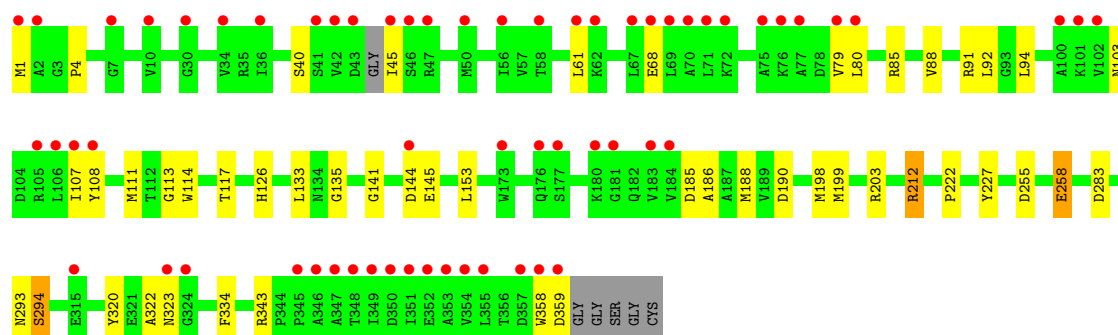 M1 A2 G3 P4 G7 V10 G30 V34 R35 I36 S40 S41 V42 D43 GLY I45 S46 R47 M50 I56 V57 T58 L61 K62 L67 E68 L69 A70 L71 K72 A75 K76 A77 D78 V79 L80 R85 V88 R91 L92 G93 L94 A100 K101 V102 N103
D104 R105 L106 I107 Y108 M111 T112 G113 W114 T117 H126 L133 N134 G135 G141 D144 E145 L153 W173 Q176 S177 K180 G181 Q182 V183 V184 D185 A186 A187 M188 V189 D190 M198 M199 R203 R212 P222 Y227 D255 E258 D283
N293 S294 E315 Y320 E321 A322 N323 G324 F334 R343 P344 P345 A346 A347 T348 I349 D350 I351 E352 A353 V354 L355 T356 D357 W358 D359 GLY GLY SER GLY CYS